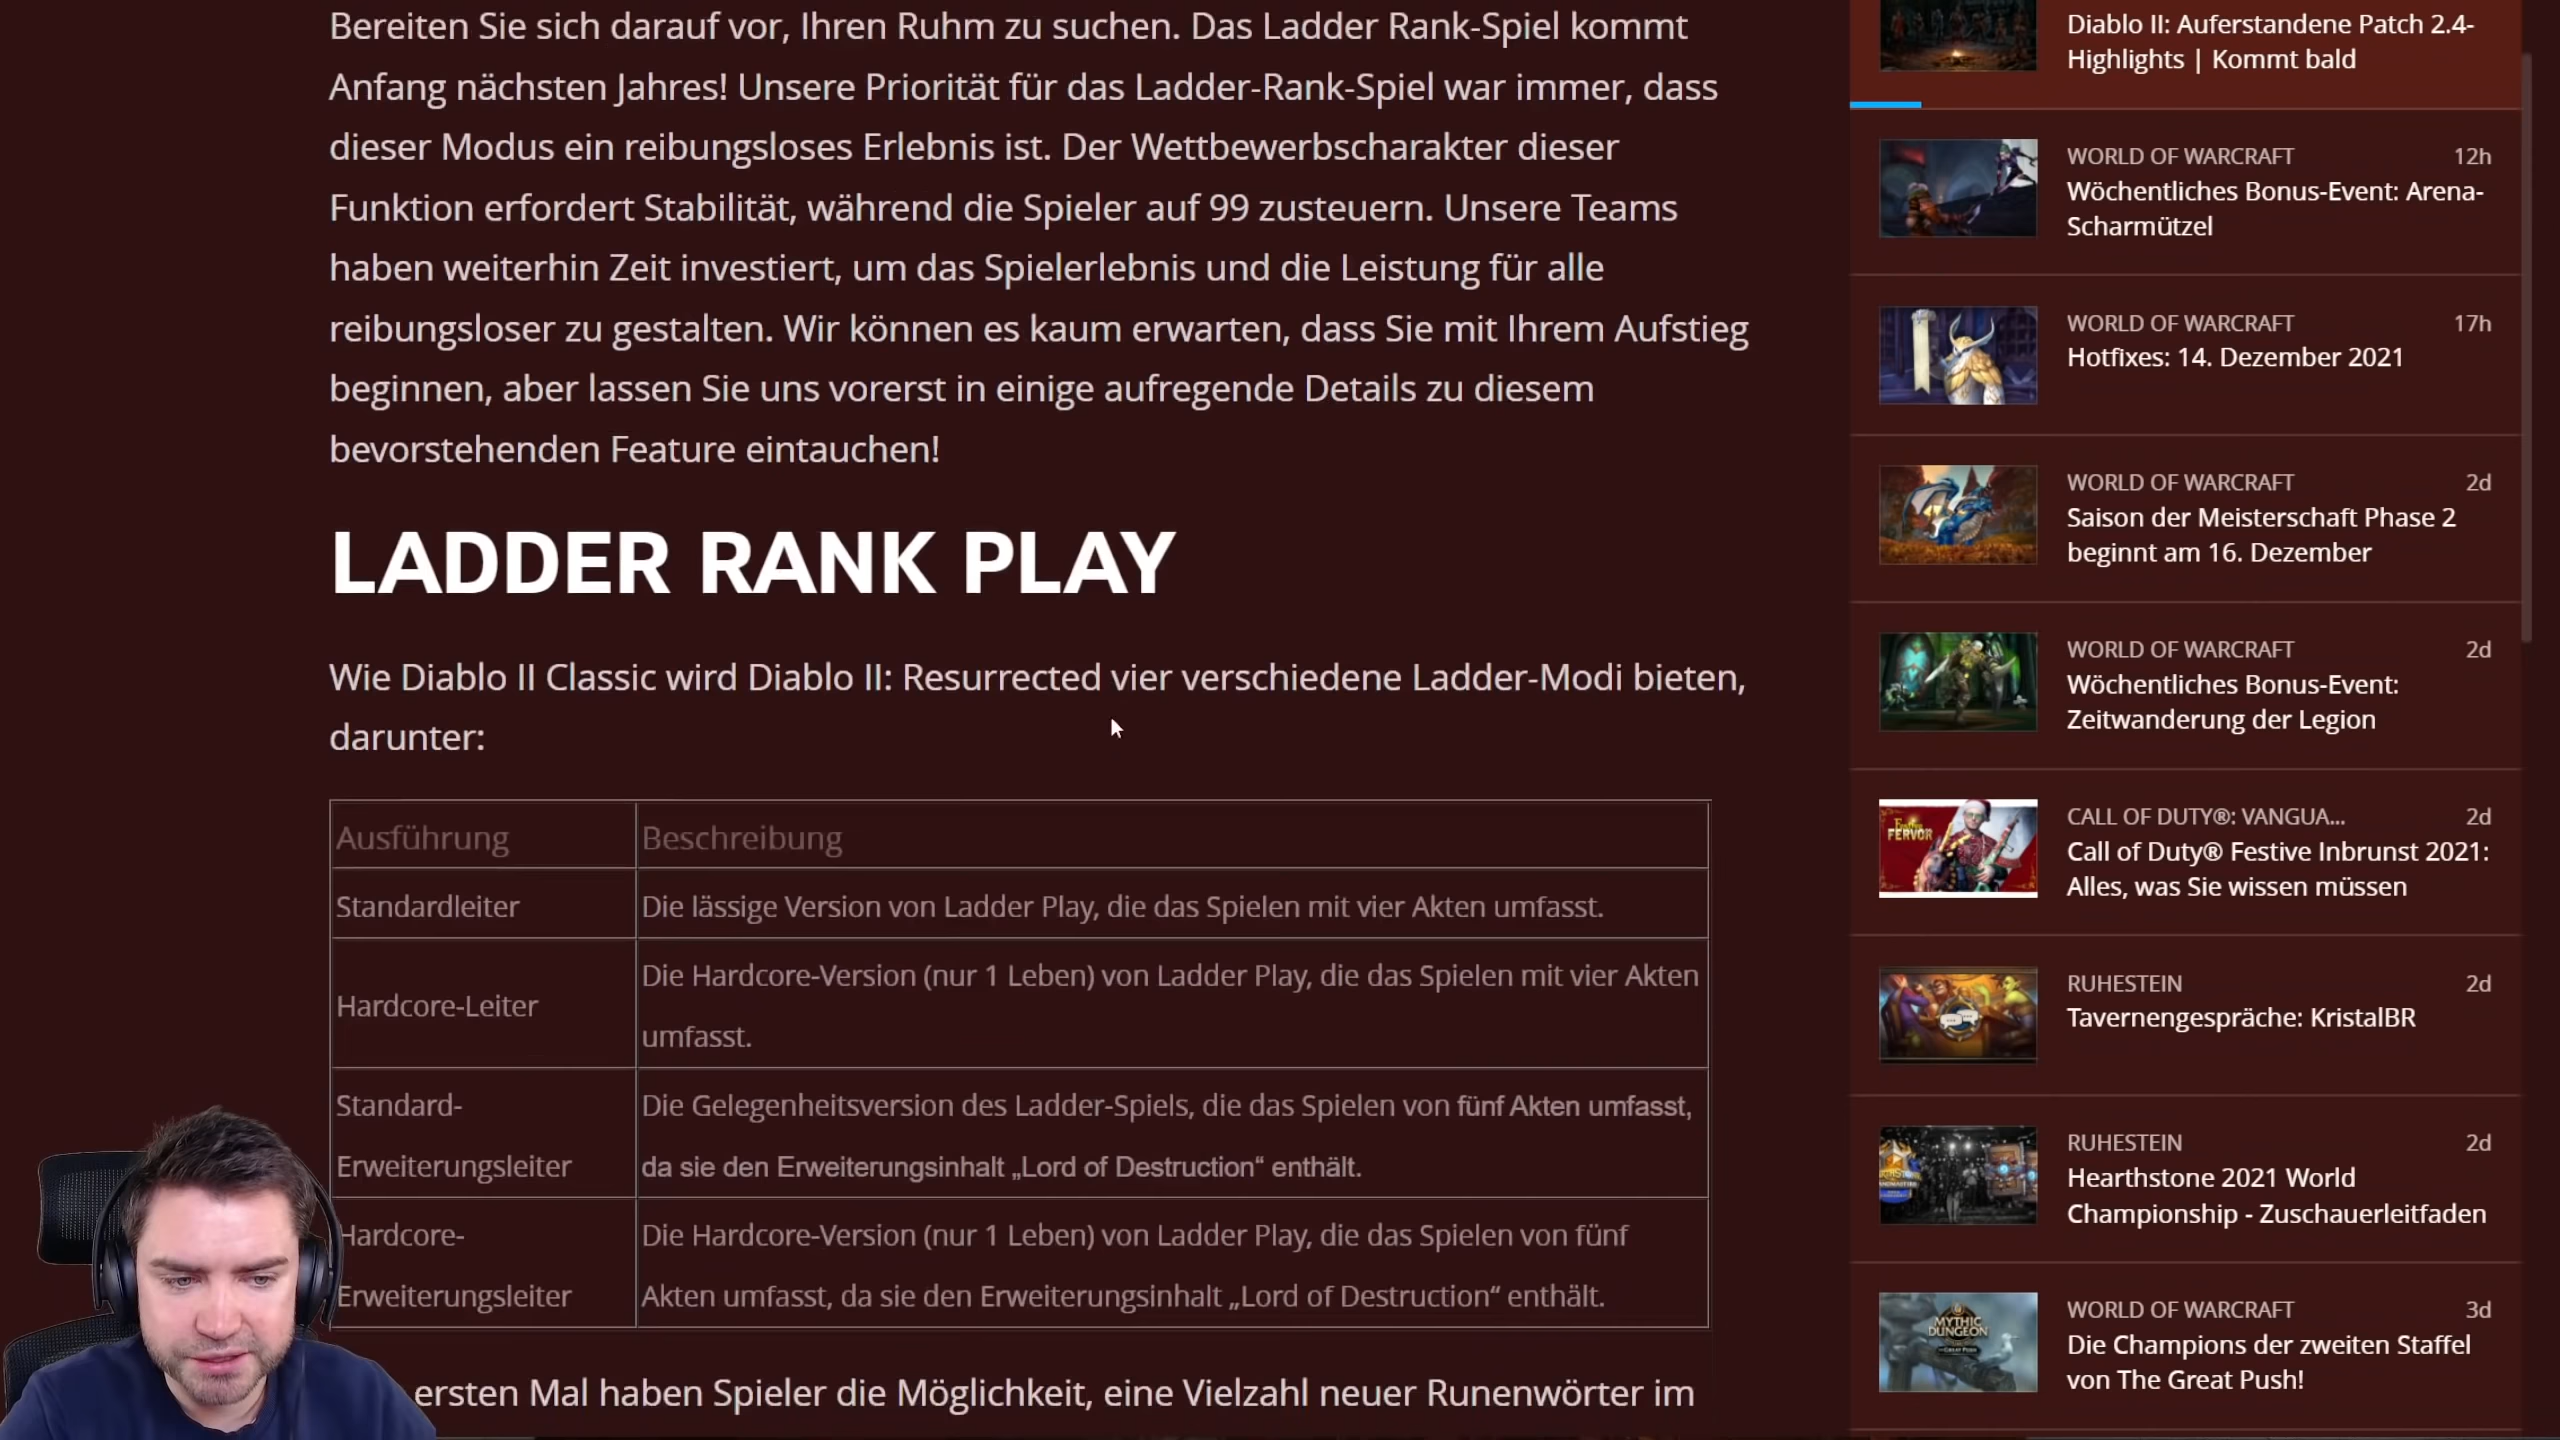 Bereiten Sie sich darauf vor, Ihren Ruhm zu suchen. Das Ladder Rank-Spiel kommt
Anfang nächsten Jahres! Unsere Priorität für das Ladder-Rank-Spiel war immer, dass
dieser Modus ein reibungsloses Erlebnis ist. Der Wettbewerbscharakter dieser
Funktion erfordert Stabilität, während die Spieler auf 99 zusteuern. Unsere Teams
haben weiterhin Zeit investiert, um das Spielerlebnis und die Leistung für alle
reibungsloser zu gestalten. Wir können es kaum erwarten, dass Sie mit Ihrem Aufstieg
beginnen, aber lassen Sie uns vorerst in einige aufregende Details zu diesem
bevorstehenden Feature eintauchen!
LADDER RANK PLAY
Wie Diablo II Classic wird Diablo II: Resurrected vier verschiedene Ladder-Modi bieten,
darunter:
Ausführung
Beschreibung
Standardleiter
Die lässige Version von Ladder Play, die das Spielen mit vier Akten umfasst.
Hardcore-Leiter
Die Hardcore-Version (nur 1 Leben) von Ladder Play, die das Spielen mit vier Akten
umfasst.
Standard-
Erweiterungsleiter
Die Gelegenheitsversion des Ladder-Spiels, die das Spielen von fünf Akten umfasst,
da sie den Erweiterungsinhalt „Lord of Destruction“ enthält.
Hardcore-
Erweiterungsleiter
Die Hardcore-Version (nur 1 Leben) von Ladder Play, die das Spielen von fünf
Akten umfasst, da sie den Erweiterungsinhalt „Lord of Destruction“ enthält.
ersten Mal haben Spieler die Möglichkeit, eine Vielzahl neuer Runenwörter im
Diablo II: Auferstandene Patch 2.4-
Highlights | Kommt bald
WORLD OF WARCRAFT 12h
Wöchentliches Bonus-Event: Arena-
Scharmützel
WORLD OF WARCRAFT 17h
Hotfixes: 14. Dezember 2021
WORLD OF WARCRAFT 2d
Saison der Meisterschaft Phase 2
beginnt am 16. Dezember
WORLD OF WARCRAFT 2d
Wöchentliches Bonus-Event:
Zeitwanderung der Legion
FERVOR
CALL OF DUTY®: VANGUA... 2d
Call of Duty® Festive Inbrunst 2021:
Alles, was Sie wissen müssen
RUHESTEIN 2d
Tavernengespräche: KristalBR
RUHESTEIN 2d
Hearthstone 2021 World
Championship - Zuschauerleitfaden
MYTHIC
DUNGEON
WORLD OF WARCRAFT 3d
Die Champions der zweiten Staffel
von The Great Push!